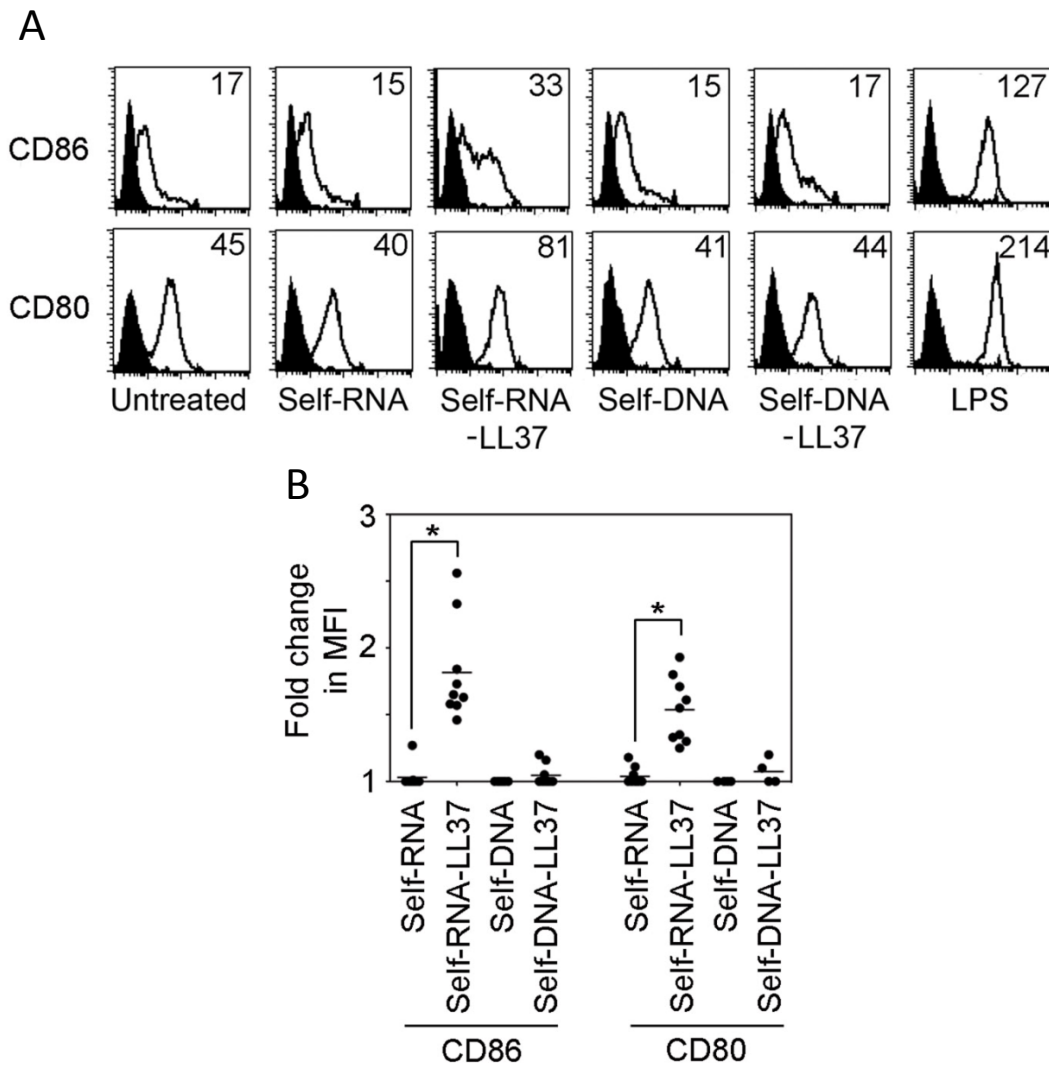 A
CD86 17 15 33 15 17 127
CD80 45 40 81 41 44 214
Untreated Self-RNA Self-RNA Self-DNA Self-DNA LPS
-LL37 -LL37
B
Fold change
in MFI
3
2
1
* *
Self-RNA
Self-RNA-LL37
Self-DNA
Self-DNA-LL37
Self-RNA
Self-RNA-LL37
Self-DNA
Self-DNA-LL37
CD86 CD80